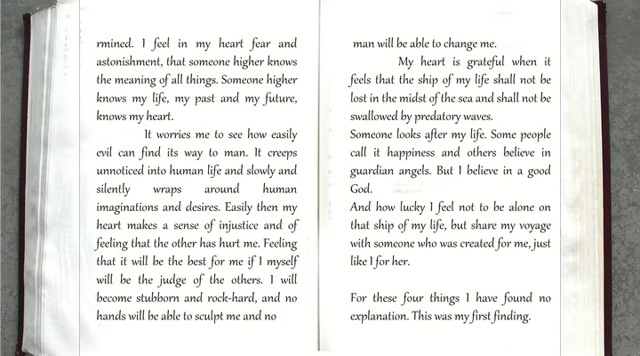 rmined. I feel in my heart fear and
astonishment, that someone higher knows
the meaning of all things. Someone higher
knows my life, my past and my future,
knows my heart.
It worries me to see how easily
evil can find its way to man. It creeps
unnoticed into human life and slowly and
silently wraps around human
imaginations and desires. Easily then my
heart makes a sense of injustice and of
feeling that the other has hurt me. Feeling
that it will be the best for me if I myself
will be the judge of the others. I will
become stubborn and rock-hard, and no
hands will be able to sculpt me and no
man will be able to change me.
My heart is grateful when it
feels that the ship of my life shall not be
lost in the midst of the sea and shall not be
swallowed by predatory waves.
Someone looks after my life. Some people
call it happiness and others believe in
guardian angels. But I believe in a good
God.
And how lucky I feel not to be alone on
that ship of my life, but share my voyage
with someone who was created for me, just
like I for her.
For these four things I have found no
explanation. This was my first finding.